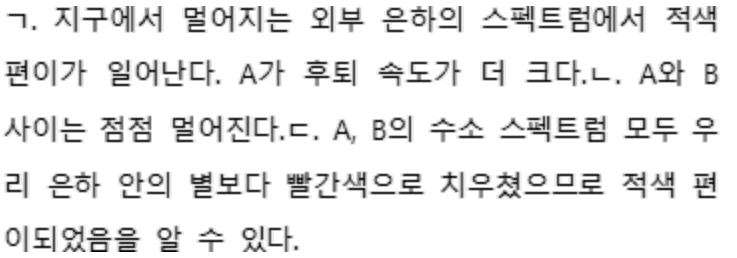 ㄱ. 지구에서 멀어지는 외부 은하의 스펙트럼에서 적색
편이가 일어난다. A가 후퇴 속도가 더 크다.ㄴ. A와 B
사이는 점점 멀어진다.ㄷ. A, B의 수소 스펙트럼 모두 우
리 은하 안의 별보다 빨간색으로 치우쳤으므로 적색 편
이되었음을 알 수 있다.